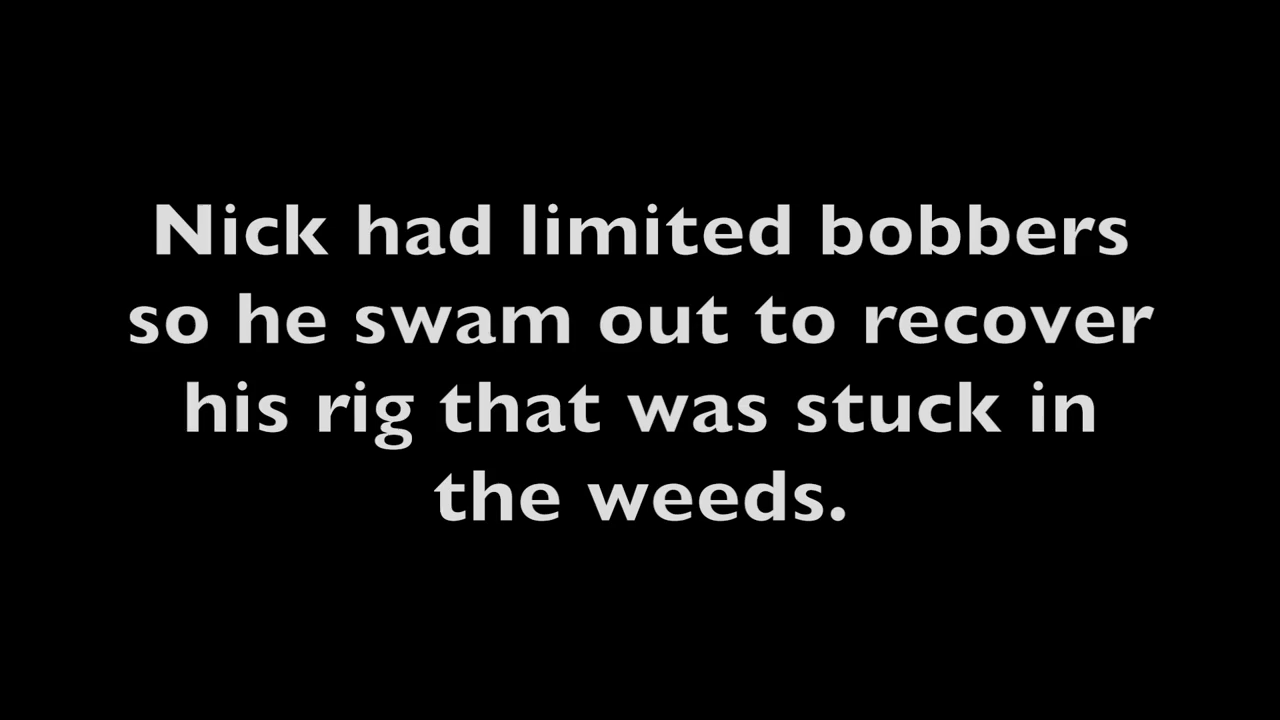 Nick had limited bobbers
so he swam out to recover
his rig that was stuck in
the weeds.